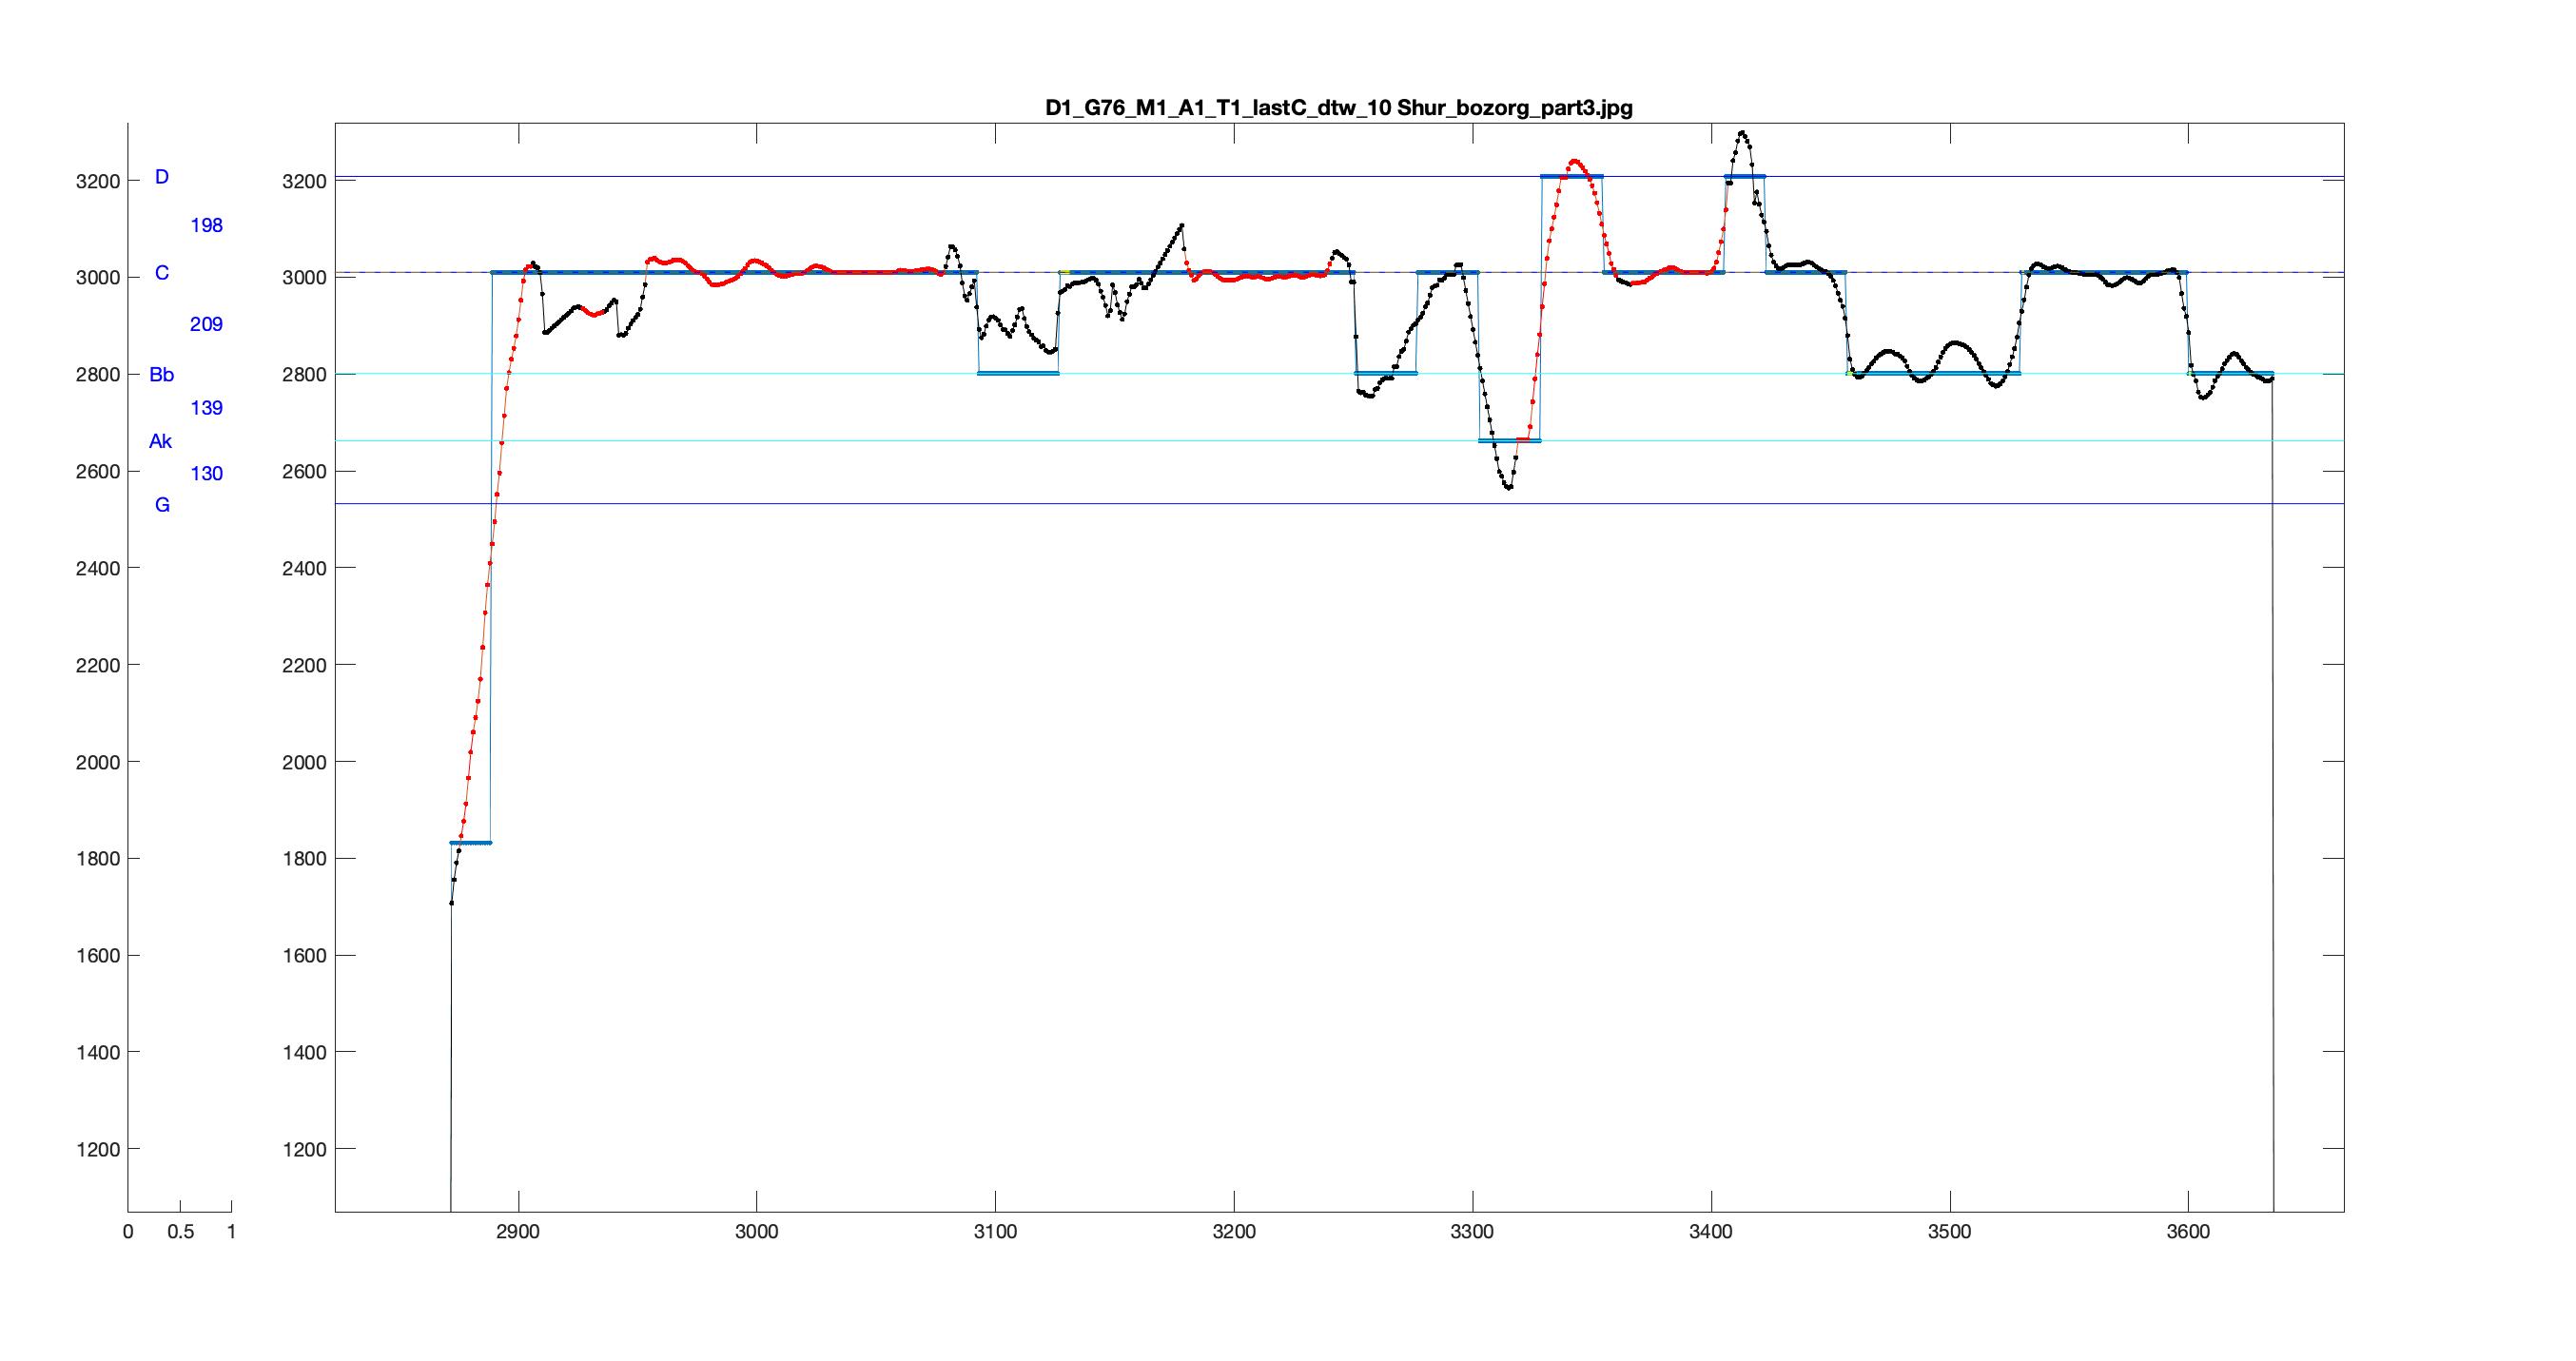 D1_G76_M1_A1_T1_lastC_dtw_10 Shur_bozorg_part3.jpg
3200 D 3200
198
3000 C 3000
209
2800 Bb 2800
139
Ak
2600 130 2600
G
2400 2400
2200 2200
2000 2000
1800 1800
1600 1600
1400 1400
1200 1200
0 0.5 1 2900 3000 3100 3200 3300 3400 3500 3600